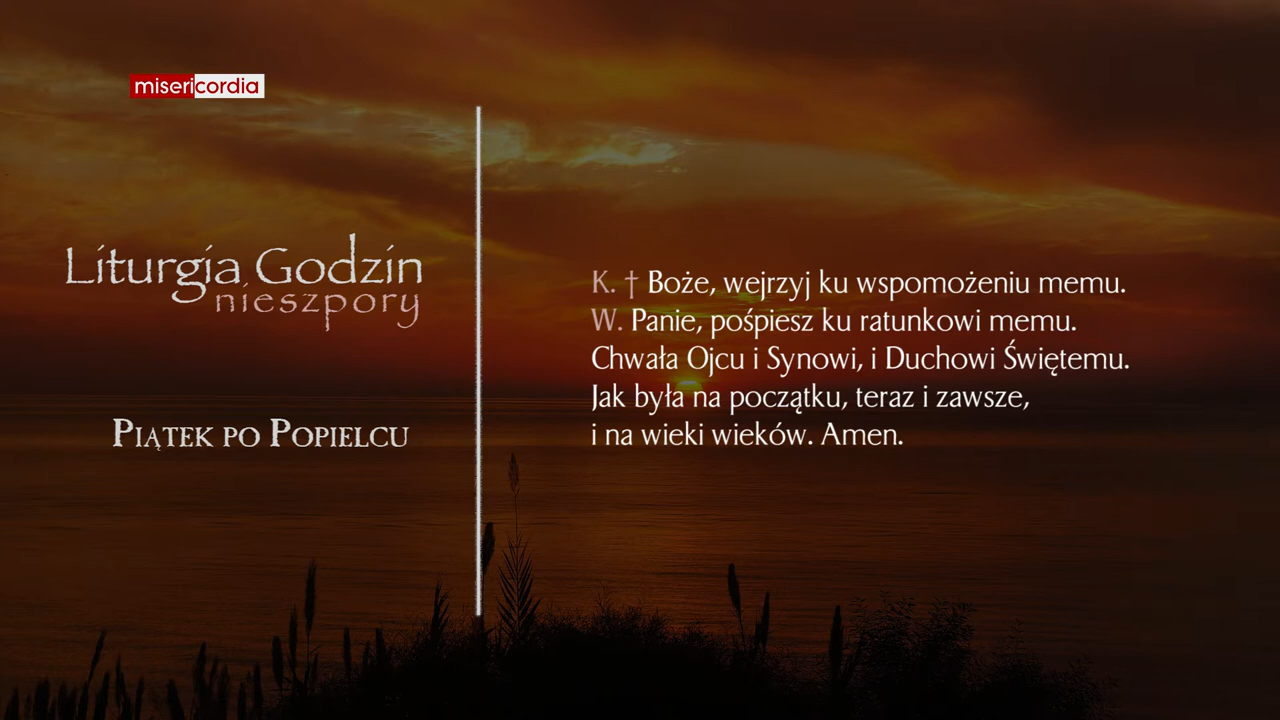 misericordia
Liturgia Godzin
nieszpory
Piątek po Popielcu
K. † Boże, wejrzyj ku wspomożeniu memu.
W. Panie, pośpiesz ku ratunkowi memu.
Chwała Ojcu i Synowi, i Duchowi Świętemu.
Jak była na początku, teraz i zawsze,
i na wieki wieków. Amen.